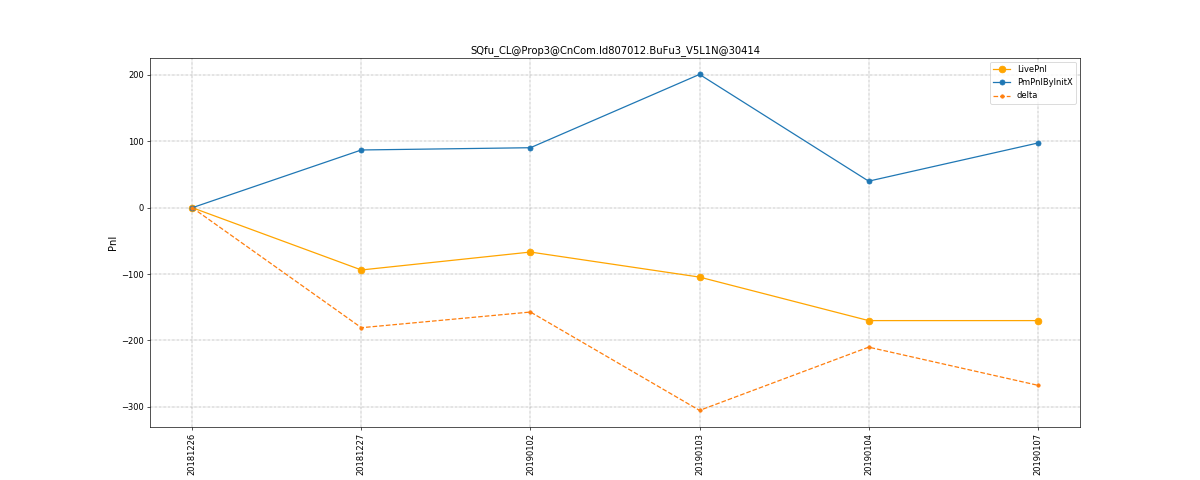 SQfu_CL@Prop3@CnCom.Id807012.BuFu3_V5L1N@30414
LivePnl
PmPnlByInitX
delta
Pnl
200
100
0
−100
−200
−300
20181226
20181227
20190102
20190103
20190104
20190107